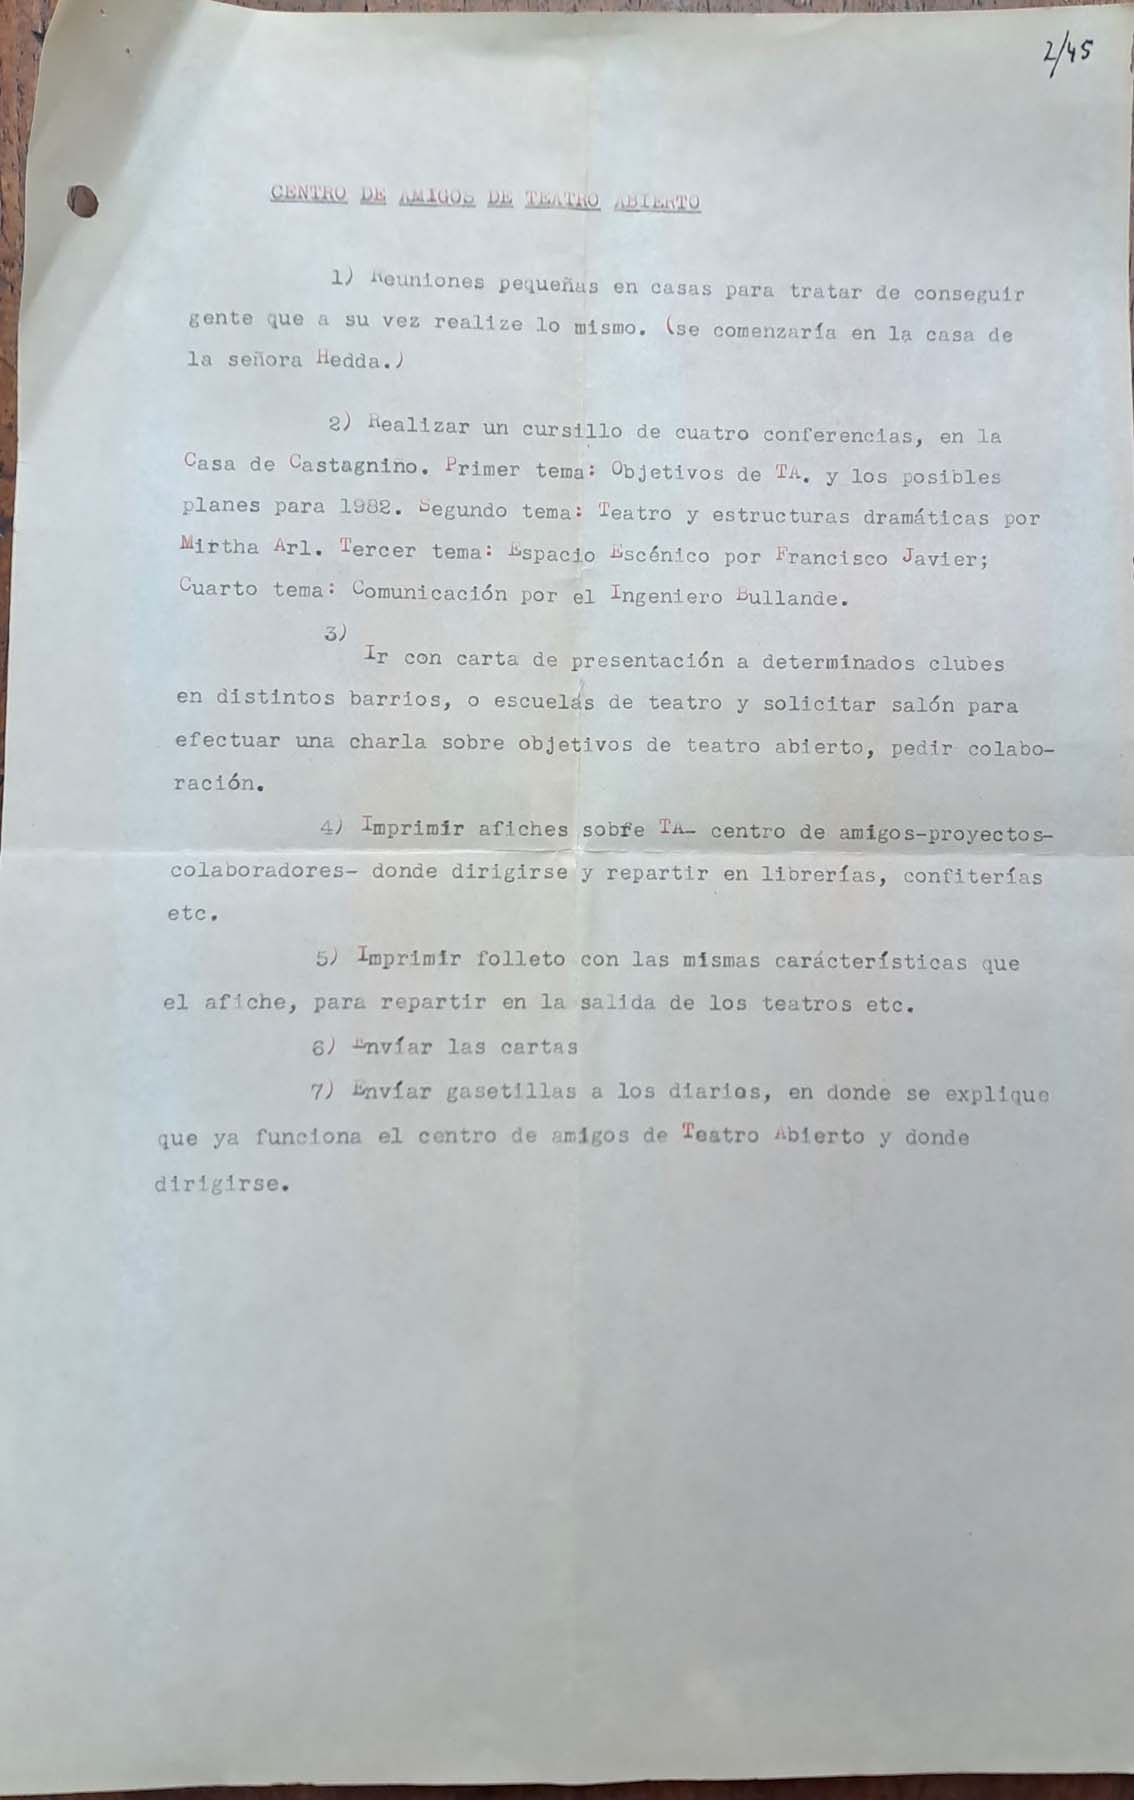 2/45
CENTRO DE AMIGOS DE TEATRO ABIERTO
1) Reuniones pequeñas en casas para tratar de conseguir
gente que a su vez realize lo mismo. (se comenzaría en la casa de
la señora Hedda.)
2) Realizar un cursillo de cuatro conferencias, en la
Casa de Castagnino. Primer tema: Objetivos de TA. y los posibles
planes para 1982. Segundo tema: Teatro y estructuras dramáticas por
Mirtha Arl. Tercer tema: Espacio Escénico por Francisco Javier;
Cuarto tema: Comunicación por el Ingeniero Bullande.
3)
Ir con carta de presentación a determinados clubes
en distintos barrios, o escuelas de teatro y solicitar salón para
efectuar una charla sobre objetivos de teatro abierto, pedir colabo-
ración.
4) Imprimír afiches sobre TA- centro de amigos-proyectos-
colaboradores- donde dirigirse y repartir en librerías, confiterías
etc.
5) Imprimír folleto con las mismas carácterísticas que
el afiche, para repartir en la salida de los teatros etc.
6) Envíar las cartas
7) Envíar gasetillas a los diarios, en donde se explique
que ya funciona el centro de amigos de Teatro Abierto y donde
dirigirse.